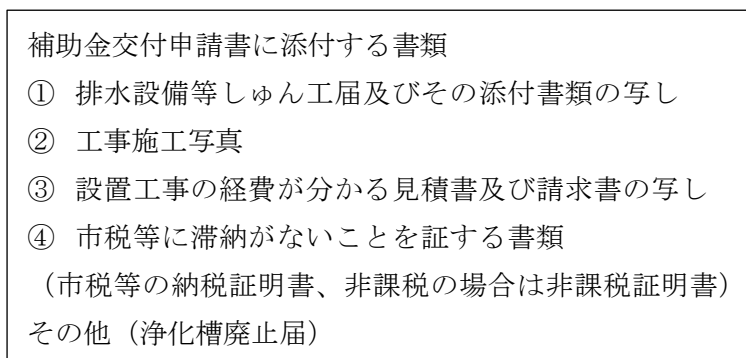 補助金交付申請書に添付する書類
① 排水設備等しゅん工届及びその添付書類の写し
② 工事施工写真
③ 設置工事の経費が分かる見積書及び請求書の写し
④ 市税等に滞納がないことを証する書類
（市税等の納税証明書、非課税の場合は非課税証明書）
その他（浄化槽廃止届）